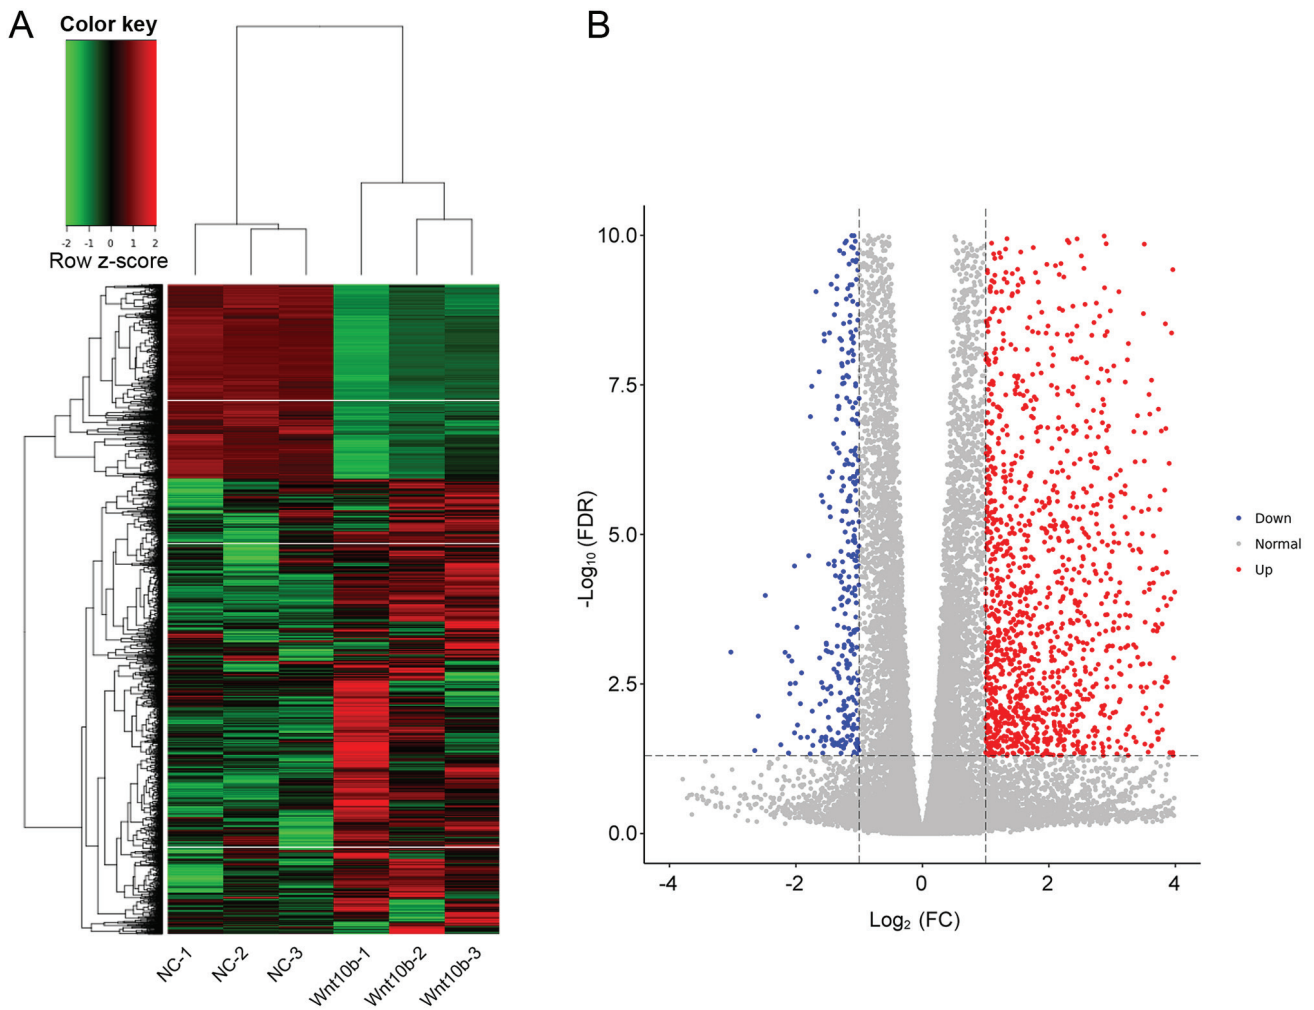 A
Color key
-2 -1 0 1 2
Row z-score
NC-1
NC-2
NC-3
Wnt10b-1
Wnt10b-2
Wnt10b-3
B
10.0
7.5
5.0
2.5
0.0
-Log₁₀ (FDR)
-4 -2 0 2 4
Log₂ (FC)
Down
Normal
Up